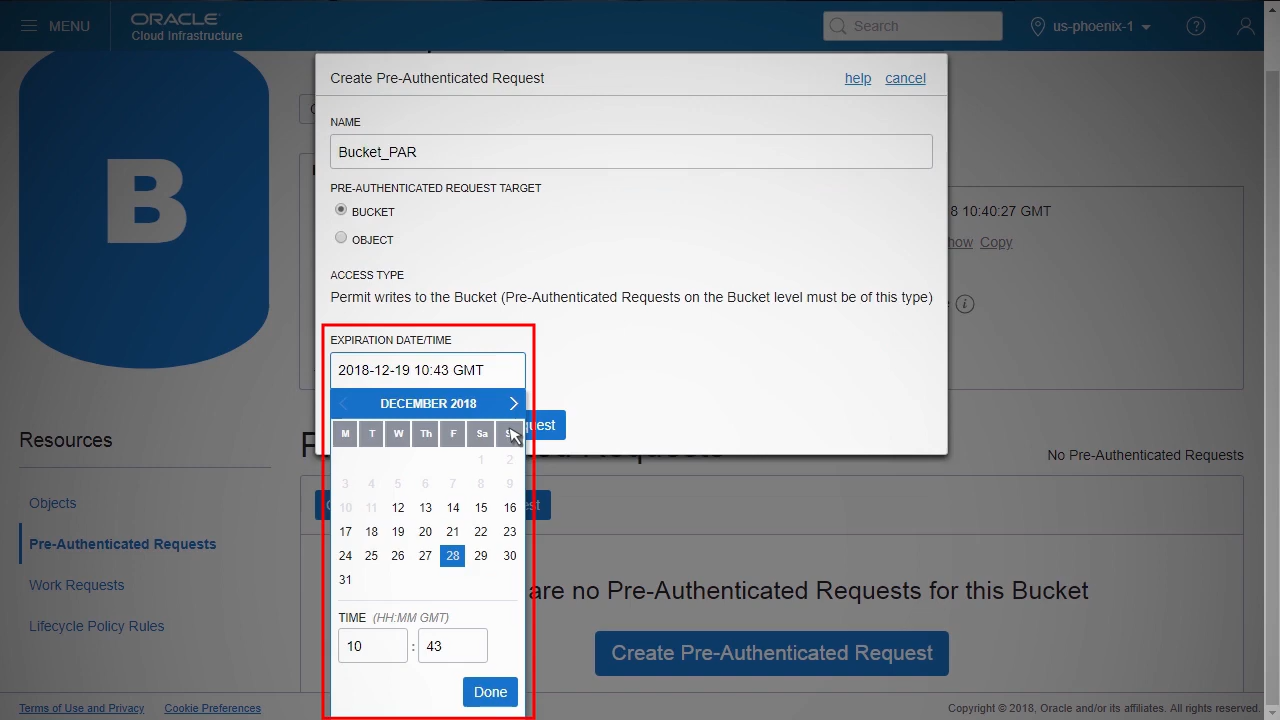 MENU
ORACLE
Cloud Infrastructure
Search
us-phoenix-1
B
Create Pre-Authenticated Request
help
cancel
NAME
Bucket_PAR
PRE-AUTHENTICATED REQUEST TARGET
BUCKET
8 10:40:27 GMT
OBJECT
Copy
ACCESS TYPE
Permit writes to the Bucket (Pre-Authenticated Requests on the Bucket level must be of this type)
EXPIRATION DATE/TIME
2018-12-19 10:43 GMT
DECEMBER 2018
M T W Th F Sa
1 2
3 4 5 6 7 8 9
10 11 12 13 14 15 16
17 18 19 20 21 22 23
24 25 26 27 28 29 30
31
TIME (HH:MM GMT)
10 : 43
Done
Resources
No Pre-Authenticated Requests
Objects
Pre-Authenticated Requests
Work Requests
Lifecycle Policy Rules
are no Pre-Authenticated Requests for this Bucket
Create Pre-Authenticated Request
Terms of Use and Privacy
Cookie Preferences
Copyright © 2018, Oracle and/or its affiliates. All rights reserved.